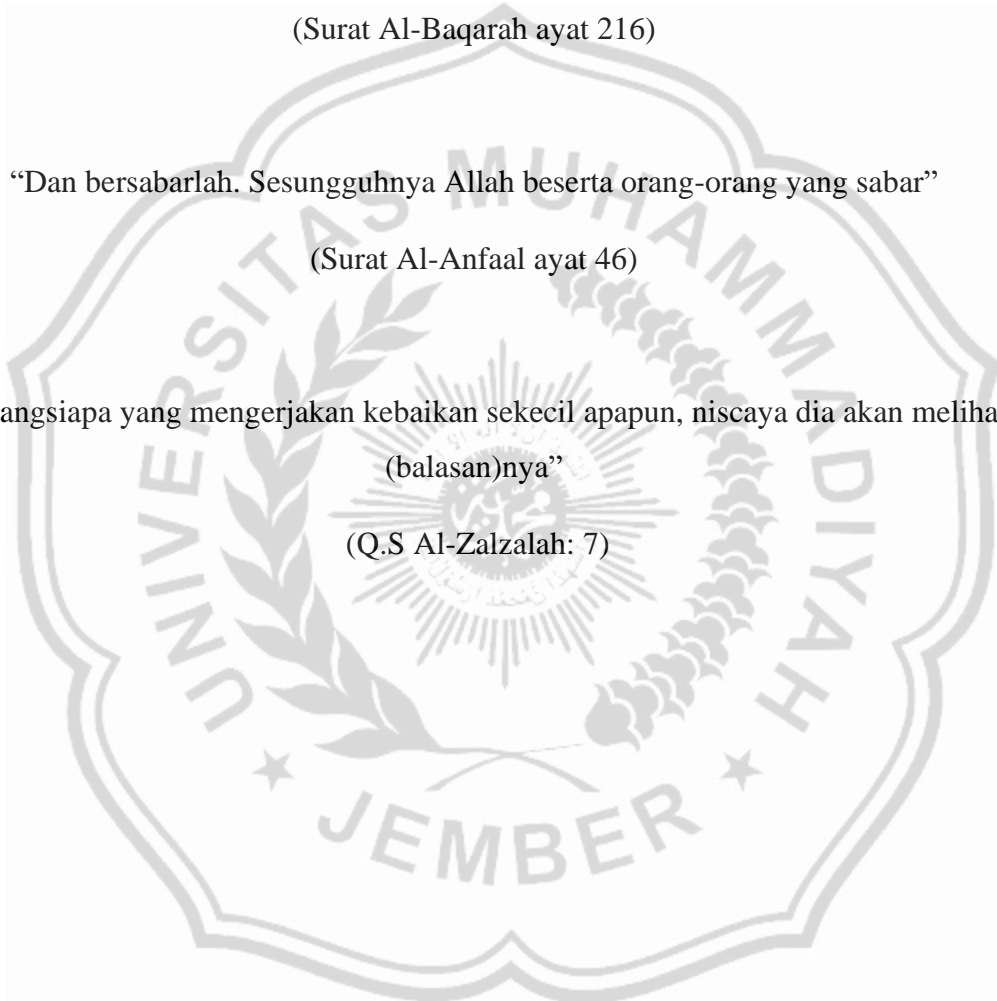 (Surat Al-Baqarah ayat 216)
“Dan bersabarlah. Sesungguhnya Allah beserta orang-orang yang sabar”
(Surat Al-Anfaal ayat 46)
angsiapa yang mengerjakan kebaikan sekecil apapun, niscaya dia akan meliha
(balasan)nya”
(Q.S Al-Zalzalah: 7)
UNIVERSITAS MUHAMMADIYAH
JEMBER